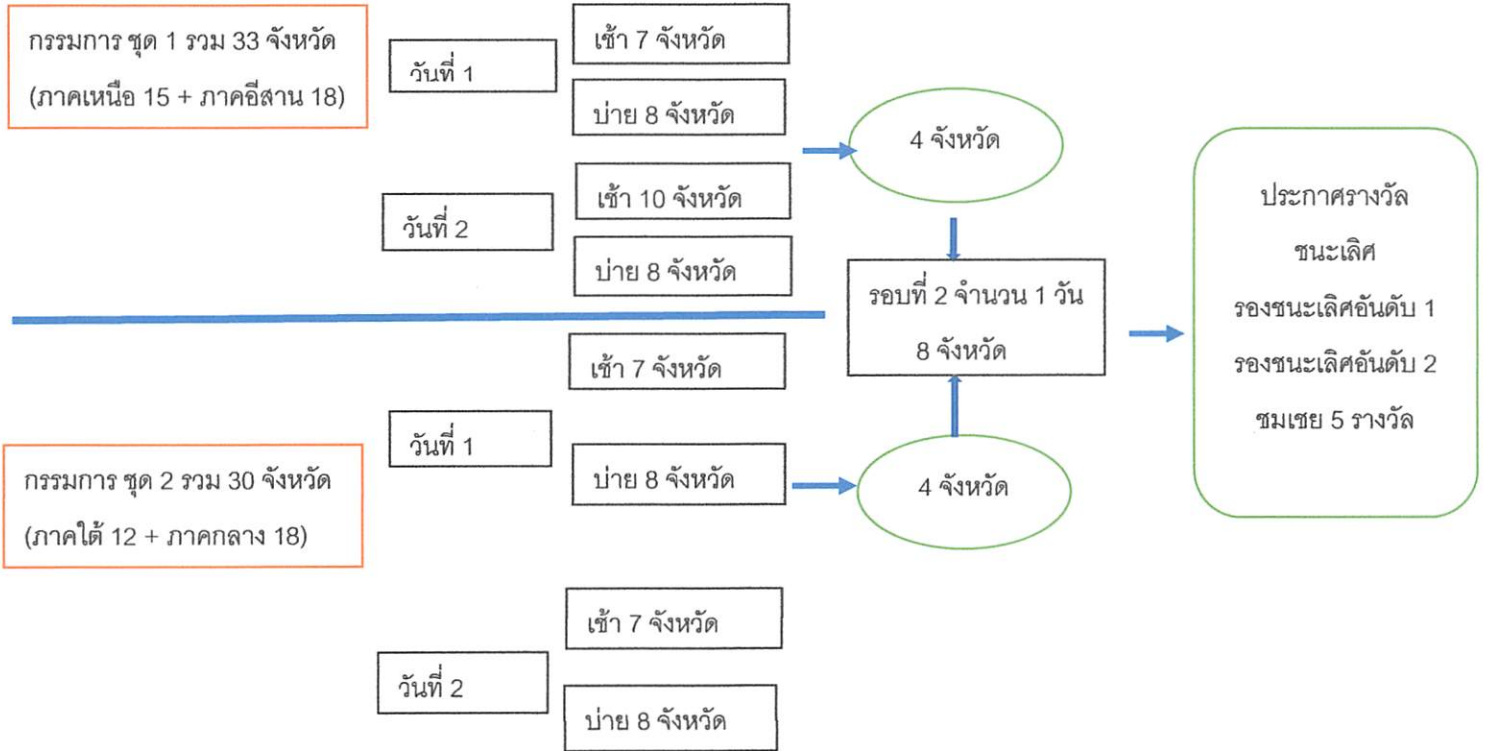 กรรมการ ชุด 1 รวม 33 จังหวัด
(ภาคเหนือ 15 + ภาคอีสาน 18)
วันที่ 1
เช้า 7 จังหวัด
บ่าย 8 จังหวัด
วันที่ 2
เช้า 10 จังหวัด
บ่าย 8 จังหวัด
4 จังหวัด
กรรมการ ชุด 2 รวม 30 จังหวัด
(ภาคใต้ 12 + ภาคกลาง 18)
วันที่ 1
เช้า 7 จังหวัด
บ่าย 8 จังหวัด
วันที่ 2
เช้า 7 จังหวัด
บ่าย 8 จังหวัด
4 จังหวัด
รอบที่ 2 จำนวน 1 วัน
8 จังหวัด
ประกาศรางวัล
ชนะเลิศ
รองชนะเลิศอันดับ 1
รองชนะเลิศอันดับ 2
ชมเชย 5 รางวัล